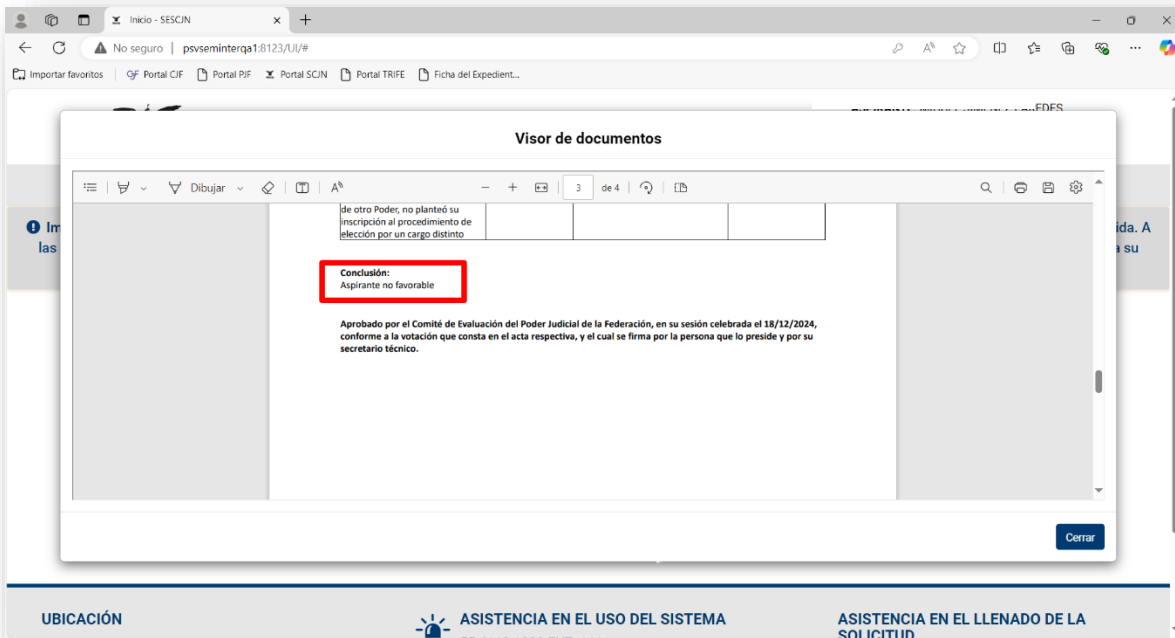 Inicio - SESCJN
No seguro | psvseminterqa1:8123/UI/#
Importar favoritos
Portal CJF
Portal PJF
Portal SCJN
Portal TRIFE
Ficha del Expedient...
Visor de documentos
Dibujar
3 de 4
Im
las
ida. A
a su
de otro Poder, no planteó su
inscripción al procedimiento de
elección por un cargo distinto
Conclusión:
Aspirante no favorable
Aprobado por el Comité de Evaluación del Poder Judicial de la Federación, en su sesión celebrada el 18/12/2024,
conforme a la votación que consta en el acta respectiva, y el cual se firma por la persona que lo preside y por su
secretario técnico.
Cerrar
UBICACIÓN
ASISTENCIA EN EL USO DEL SISTEMA
ASISTENCIA EN EL LLENADO DE LA
SOLICITUD